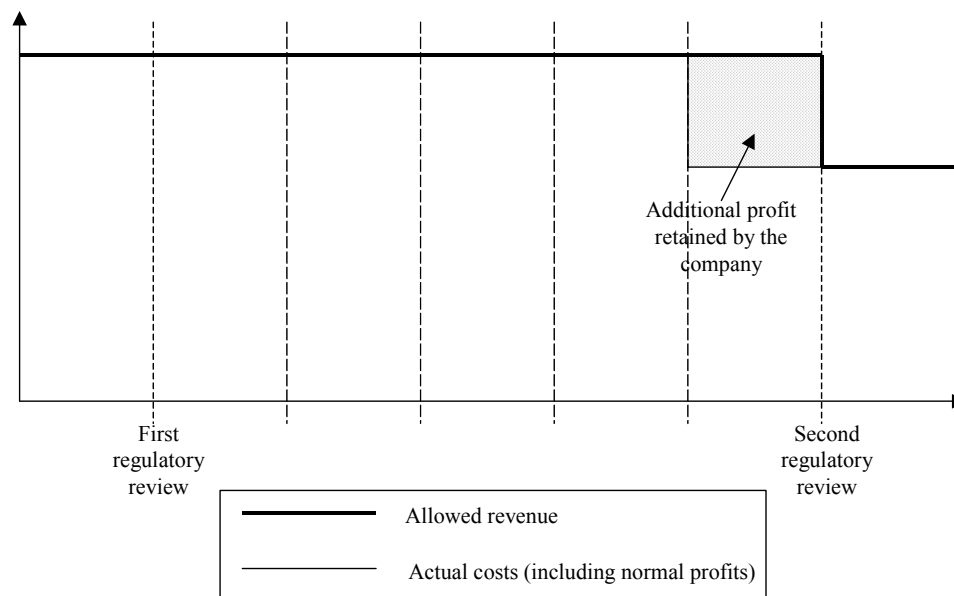 Additional profit
retained by the
company
First
regulatory
review
Second
regulatory
review
Allowed revenue
Actual costs (including normal profits)